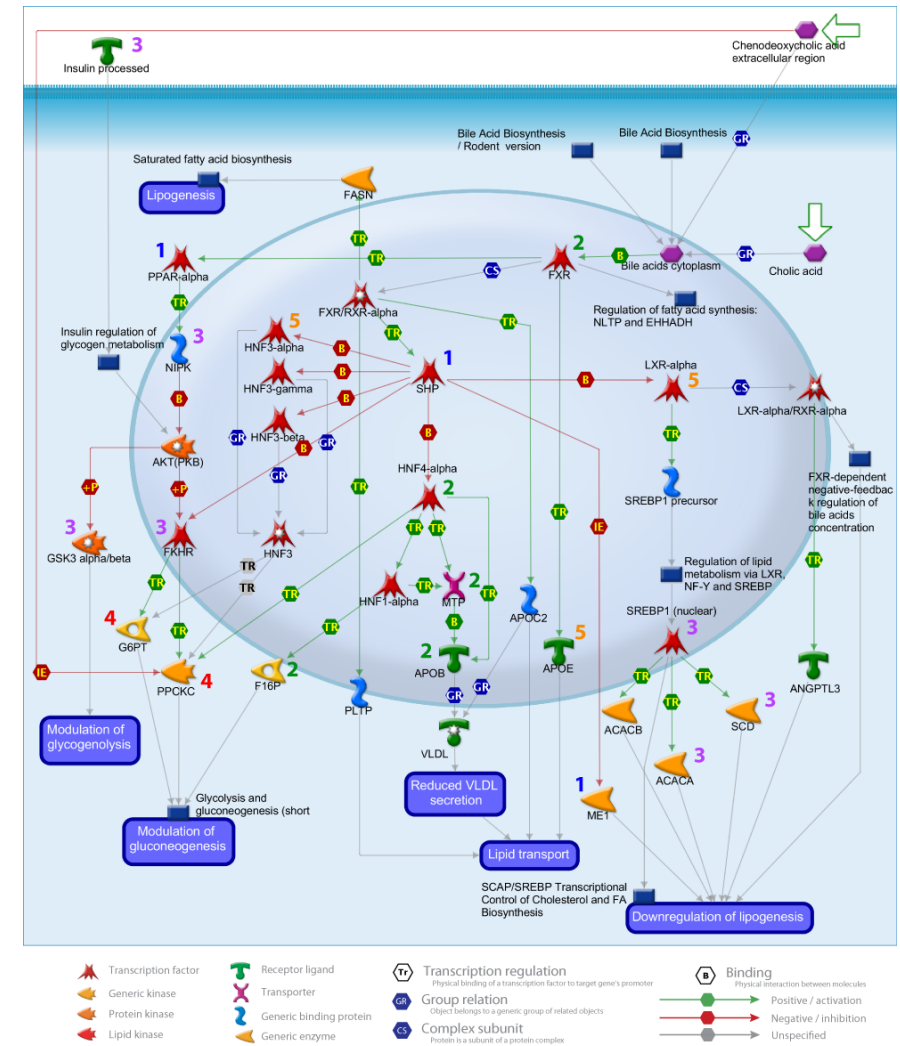 3
Insulin processed
Chenodeoxycholic acid
extracellular region
Bile Acid Biosynthesis
/ Rodent version
Bile Acid Biosynthesis
GR
Saturated fatty acid biosynthesis
Lipogenesis
FASN
TR
1
PPAR-alpha
TR
2
FXR
B
Bile acids cytoplasm
GR
Cholic acid
CS
Regulation of fatty acid synthesis:
NLTP and EHHADH
FXR/RXR-alpha
TR
TR
TR
Insulin regulation of
glycogen metabolism
3
NIPK
5
HNF3-alpha
B
HNF3-gamma
B
HNF3-beta
B
1
SHP
B
LXR-alpha
5
CS
LXR-alpha/RXR-alpha
B
GR
GR
GR
B
B
TR
AKT(PKB)
HNF4-alpha
2
SREBP1 precursor
FXR-dependent
negative-feedbac
k regulation of
bile acids
concentration
+P
+P
TR
TR
TR
TR
IE
3
GSK3 alpha/beta
3
FKHR
HNF3
TR
TR
TR
TR
HNF1-alpha
TR
2
MTP
TR
APOC2
Regulation of lipid
metabolism via LXR,
NF-Y and SREBP
TR
SREBP1 (nuclear)
3
4
G6PT
TR
TR
B
2
APOB
5
APOE
IE
PPCKC
4
F16P
2
PLTP
GR
GR
TR
TR
TR
ANGPTL3
ACACB
SCD
3
VLDL
Modulation of
glycogenolysis
ACACA
3
Reduced VLDL
secretion
1
ME1
Glycolysis and
gluconeogenesis (short
Modulation of
gluconeogenesis
Lipid transport
SCAP/SREBP Transcriptional
Control of Cholesterol and FA
Biosynthesis
Downregulation of lipogenesis
Transcription factor
Generic kinase
Protein kinase
Lipid kinase
Receptor ligand
Transporter
Generic binding protein
Generic enzyme
Tr
Transcription regulation
Physical binding of a transcription factor to target gene's promoter
GR
Group relation
Object belongs to a generic group of related objects
CS
Complex subunit
Protein is a subunit of a protein complex
B
Binding
Physical interaction between molecules
Positive / activation
Negative / inhibition
Unspecified